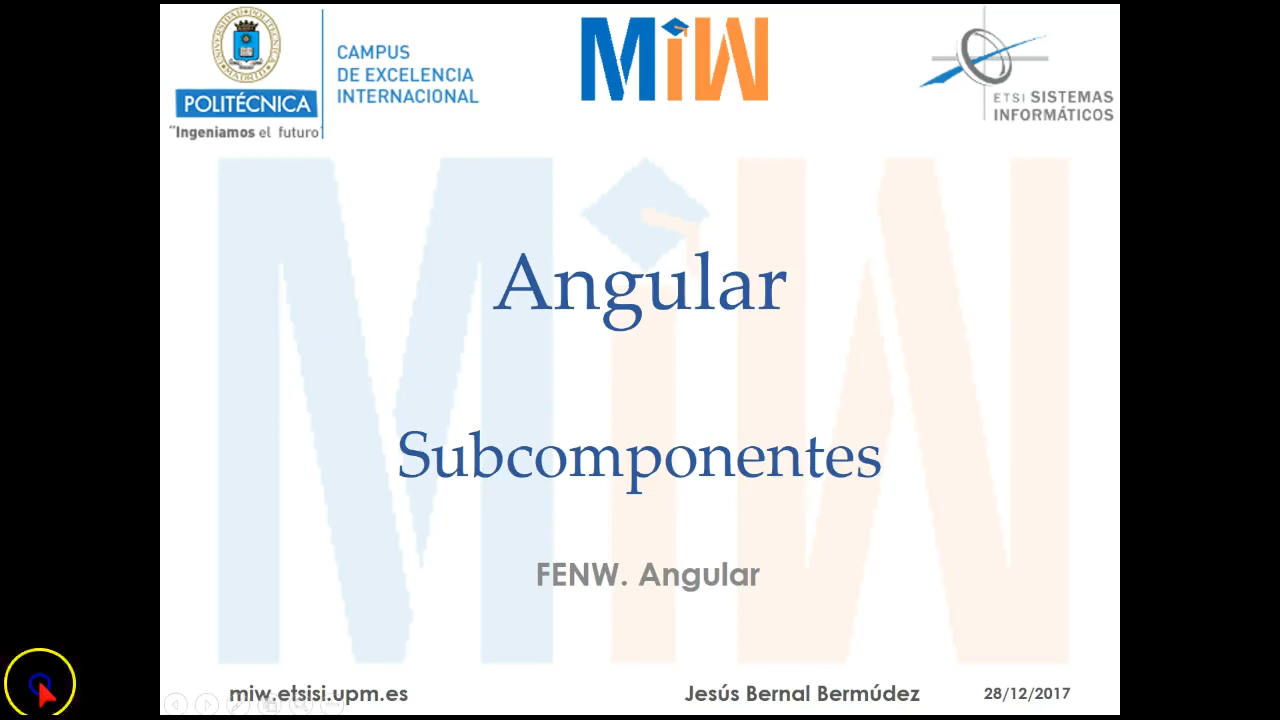 POLITÉCNICA
"Ingeniamos el futuro"
CAMPUS
DE EXCELENCIA
INTERNACIONAL
MiW
ETSI SISTEMAS
INFORMÁTICOS
Angular
Subcomponentes
FENW. Angular
miw.etsisi.upm.es
Jesús Bernal Bermúdez
28/12/2017